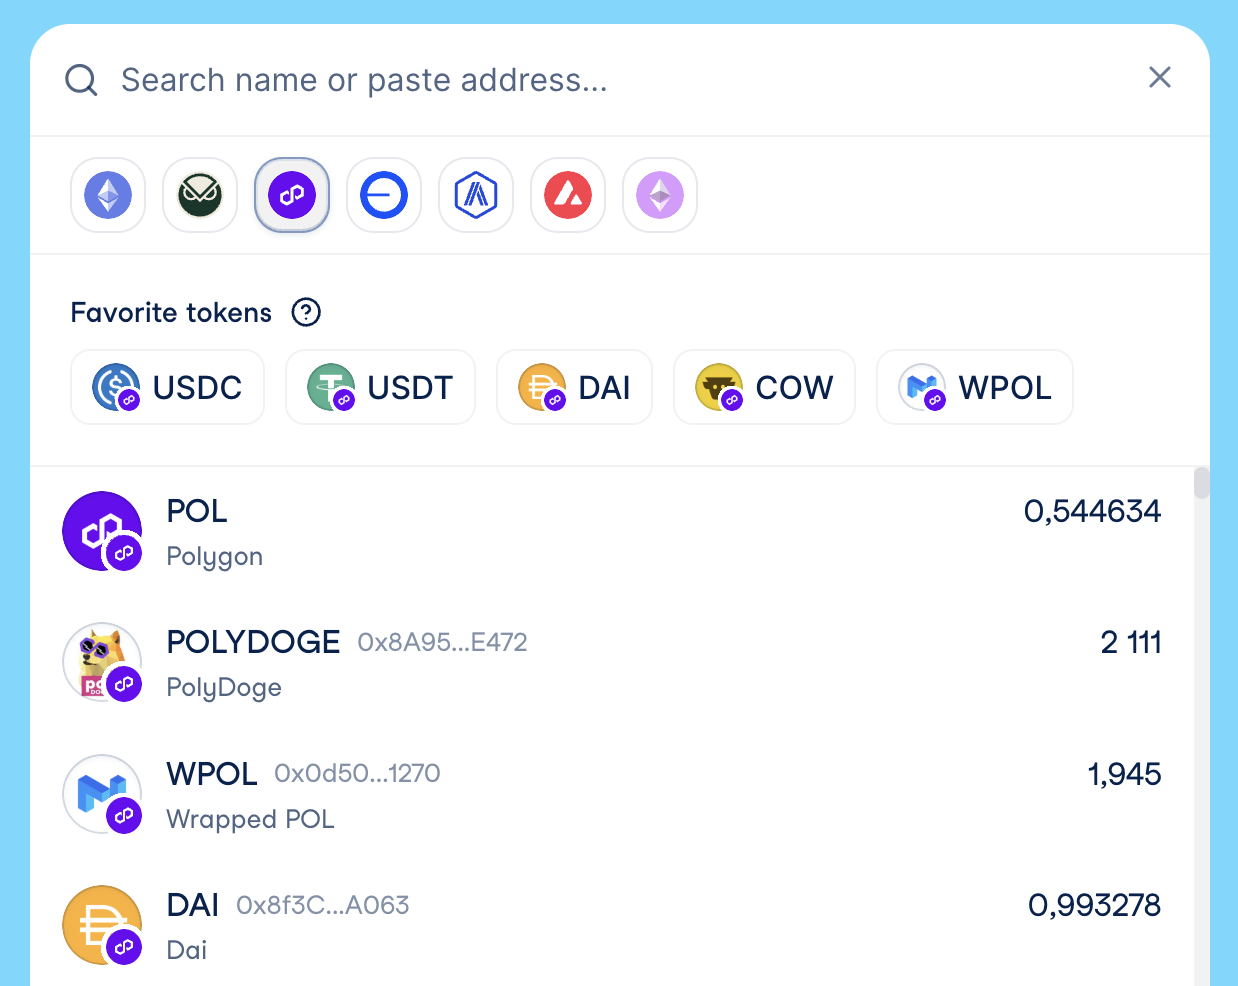 Search name or paste address...
Favorite tokens
USDC USDT DAI COW WPOL
POL 0,544634
Polygon
POLYDOGE 0x8A95...E472 2 111
PolyDoge
WPOL 0x0d50...1270 1,945
Wrapped POL
DAI 0x8f3C...A063 0,993278
Dai